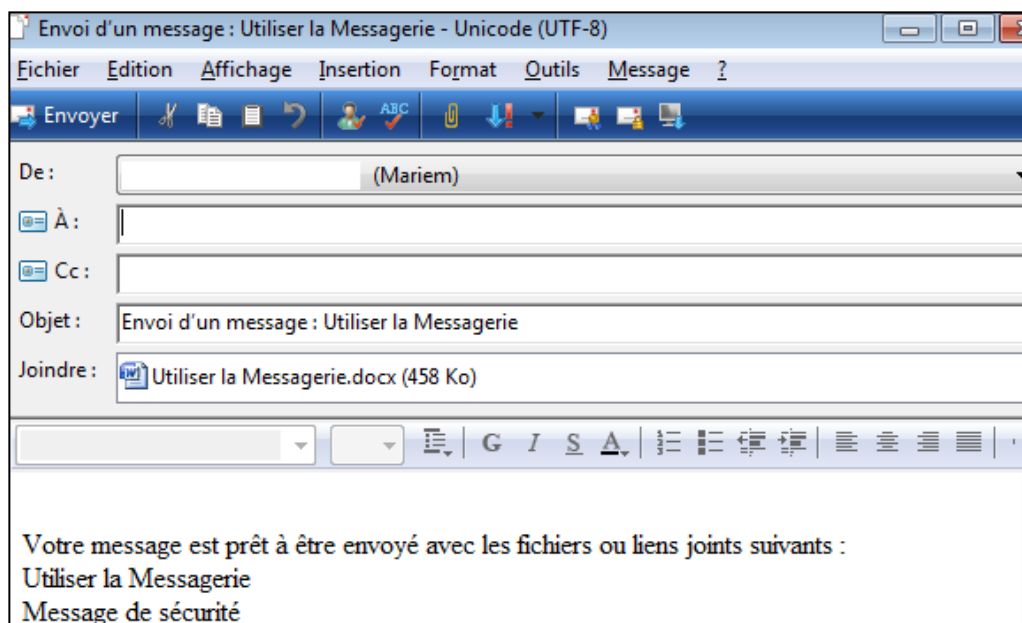 Envoi d'un message : Utiliser la Messagerie - Unicode (UTF-8)
Fichier Edition Affichage Insertion Format Outils Message ?
Envoyer ABC
De : (Mariem)
À :
Cc :
Objet : Envoi d'un message : Utiliser la Messagerie
Joindre : Utiliser la Messagerie.docx (458 Ko)
G I S A
Votre message est prêt à être envoyé avec les fichiers ou liens joints suivants :
Utiliser la Messagerie
Message de sécurité